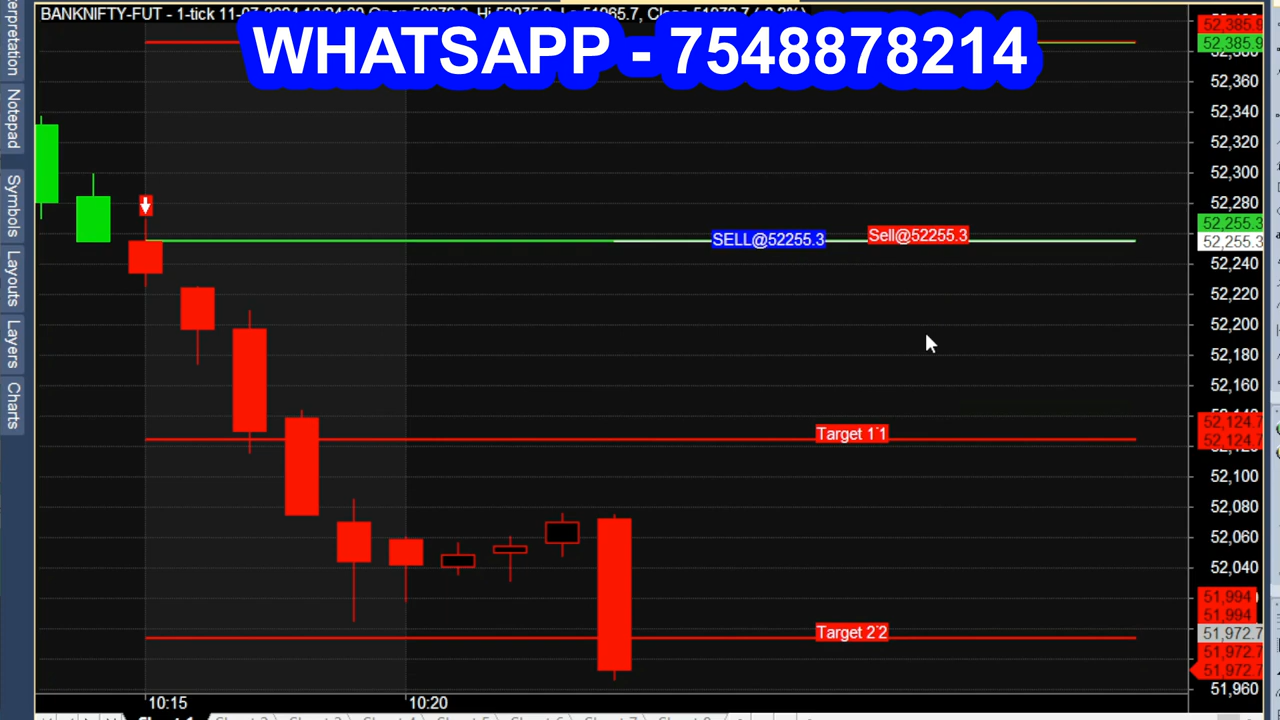 BANKNIFTY-FUT - 1-tick
WHATSAPP - 7548878214
Notepad
Symbols
Layouts
Layers
Charts
SELL@52255.3
Sell@52255.3
Target 1
Target 2
52,385.9
52,385.9
52,360
52,340
52,320
52,300
52,280
52,255.3
52,255.3
52,240
52,220
52,200
52,180
52,160
52,124.7
52,124.7
52,100
52,080
52,060
52,040
51,994
51,994
51,972.7
51,972.7
51,972.7
51,960
10:15
10:20